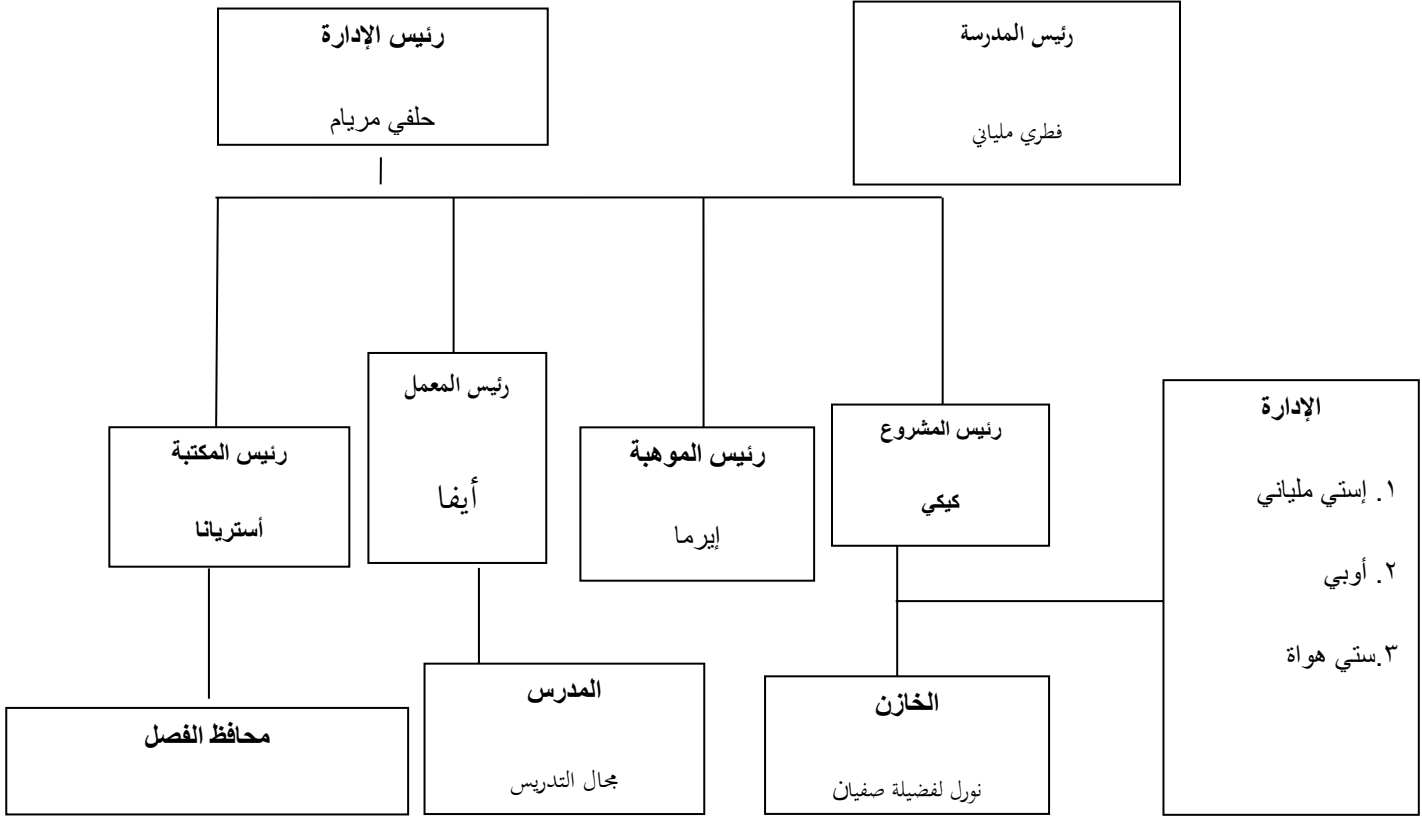 رئيس المدرسة
فطري ملياني
رئيس الإدارة
حلفي مريام
رئيس المشروع
كيكي
رئيس الموهبة
إيرما
رئيس المعمل
أيفا
رئيس المكتبة
أستريانا
الإدارة
١. إستي ملياني
٢. أوبي
٣.ستي هواة
الخازن
نورل لفضيلة صفيان
المدرس
مجال التدريس
محافظ الفصل